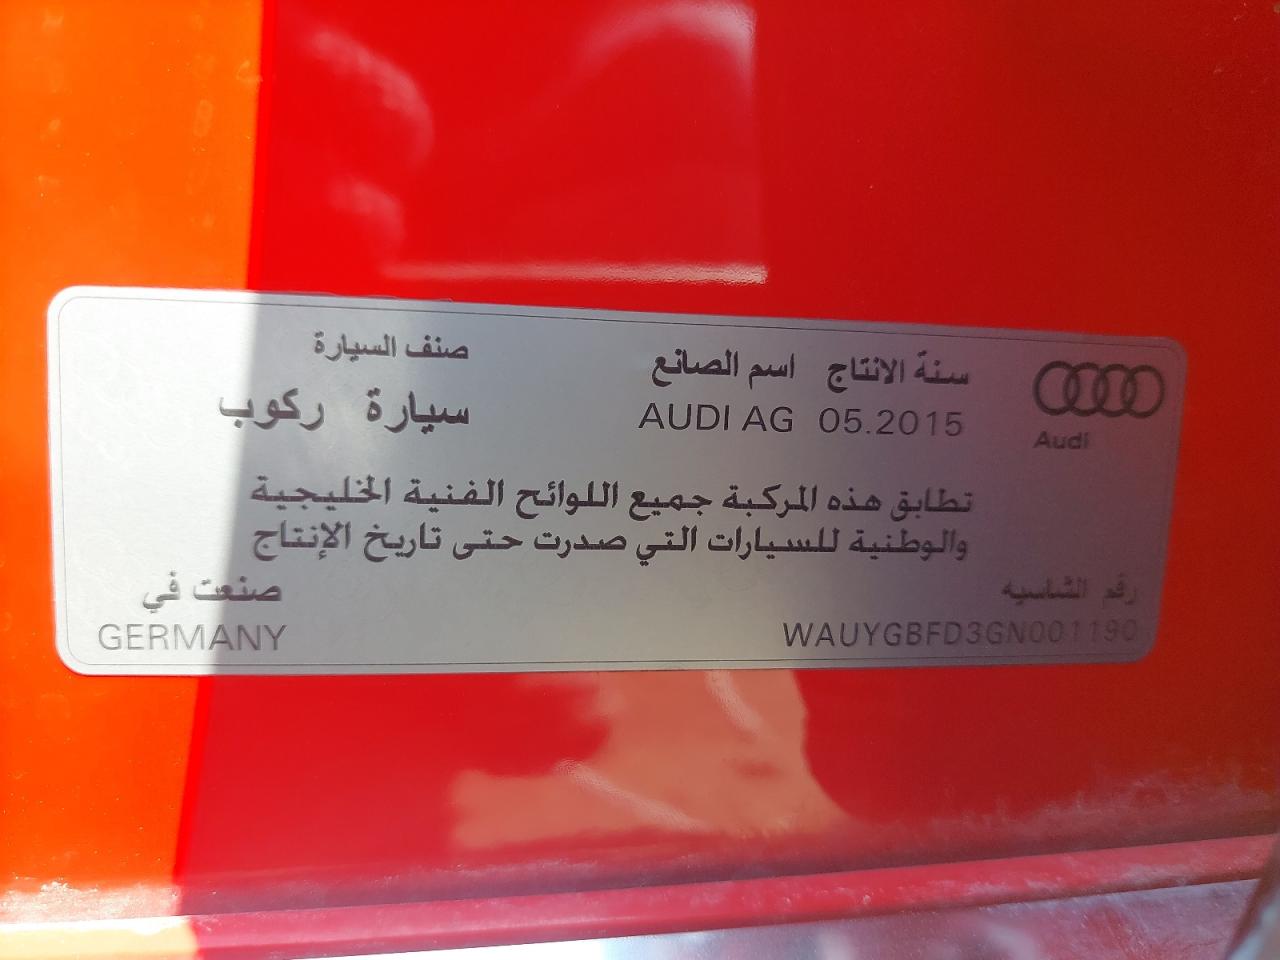 Audi
سنة الانتاج اسم الصانع صنف السيارة
05.2015 AUDI AG سيارة ركوب
تطابق هذه المركبة جميع اللوائح الفنية الخليجية
والوطنية للسيارات التي صدرت حتى تاريخ الإنتاج
رقم الشاسيه صنعت في
WAUYGBFD3GN001190 GERMANY